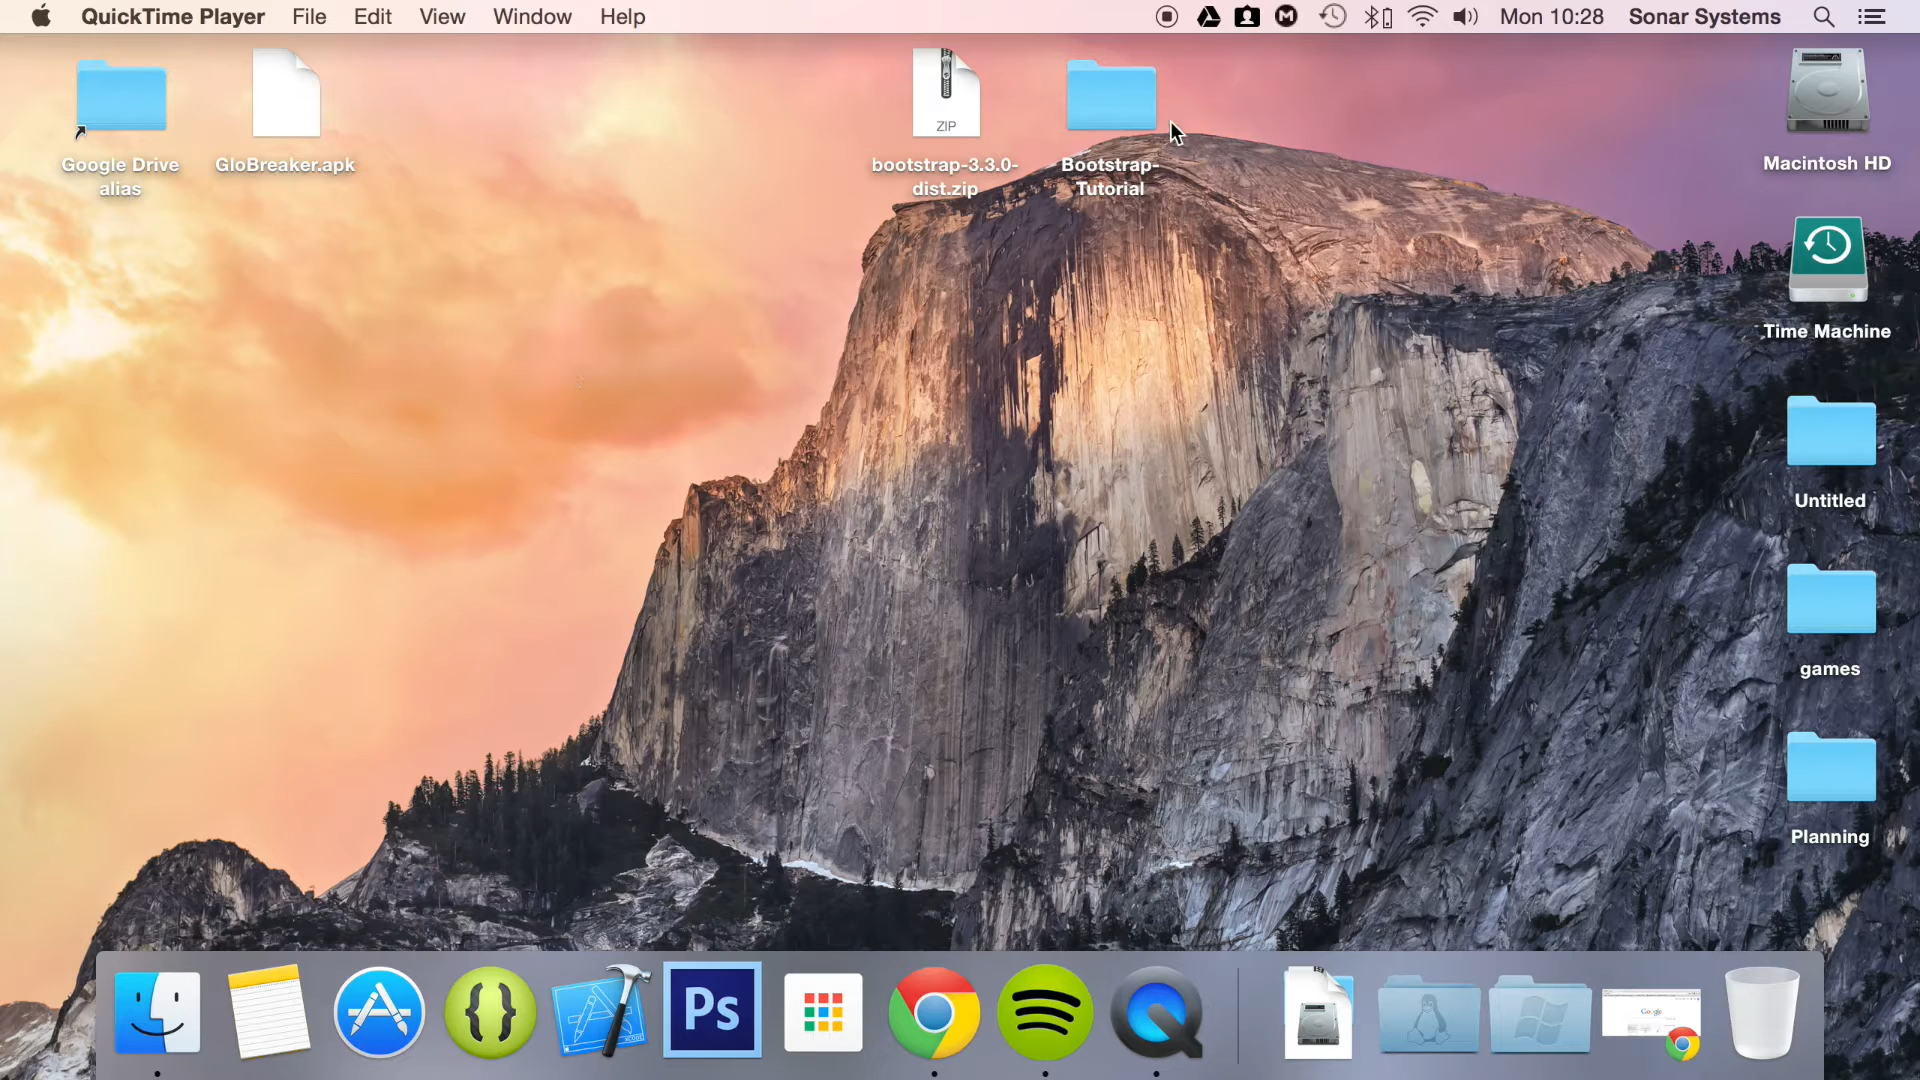 QuickTime Player File Edit View Window Help Mon 10:28 Sonar Systems
Google Drive
alias
GloBreaker.apk
ZIP
bootstrap-3.3.0-
dist.zip
Bootstrap-
Tutorial
Macintosh HD
Time Machine
Untitled
games
Planning
Ps
Google